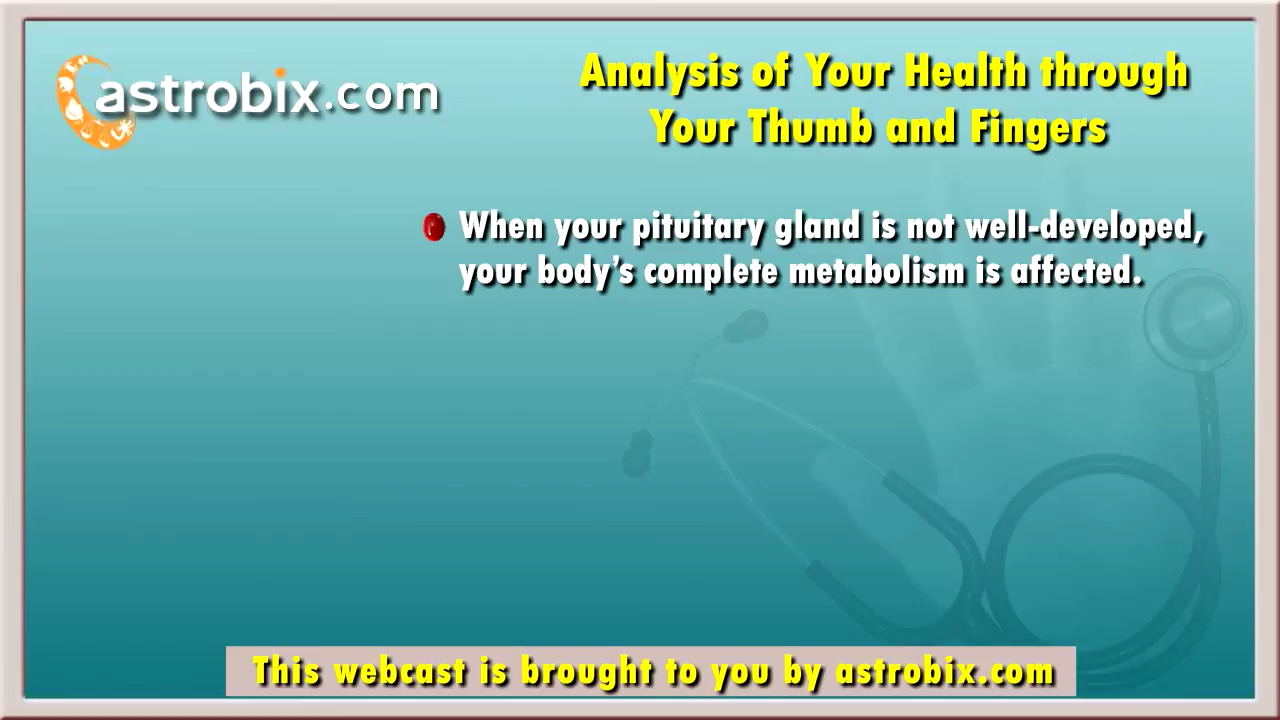 astrobix.com
Analysis of Your Health through
Your Thumb and Fingers
When your pituitary gland is not well-developed,
your body's complete metabolism is affected.
This webcast is brought to you by astrobix.com